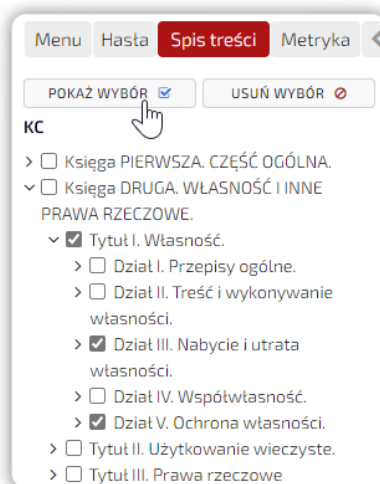 Menu Hasła Spis treści Metryka
POKAŻ WYBÓR USUŃ WYBÓR
KC
Księga PIERWSZA. CZĘŚĆ OGÓLNA.
Księga DRUGA. WŁASNOŚĆ I INNE
PRAWA RZECZOWE.
Tytuł I. Własność.
Dział I. Przepisy ogólne.
Dział II. Treść i wykonywanie
własności.
Dział III. Nabycie i utrata
własności.
Dział IV. Współwłasność.
Dział V. Ochrona własności.
Tytuł II. Użytkowanie wieczyste.
Tytuł III. Prawa rzeczowe